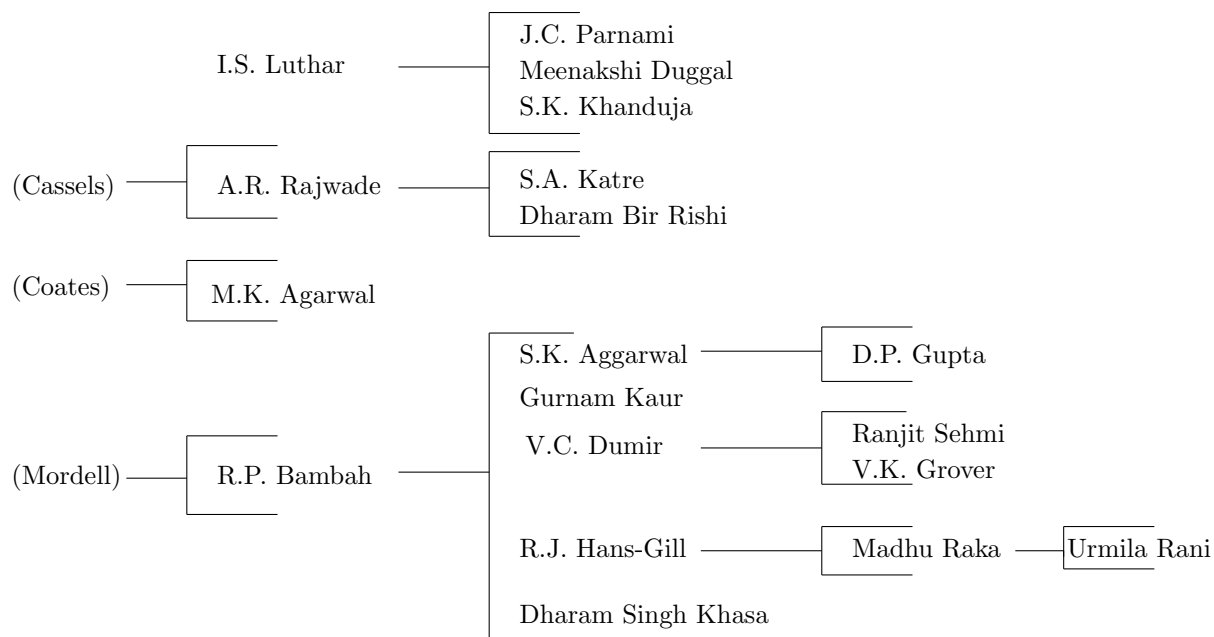 J.C. Parnami
I.S. Luthar
Meenakshi Duggal
S.K. Khanduja
(Cassels)
A.R. Rajwade
S.A. Katre
Dharam Bir Rishi
(Coates)
M.K. Agarwal
S.K. Aggarwal
D.P. Gupta
Gurnam Kaur
V.C. Dumir
Ranjit Sehmi
V.K. Grover
(Mordell)
R.P. Bambah
R.J. Hans-Gill
Madhu Raka
Urmila Rani
Dharam Singh Khasa